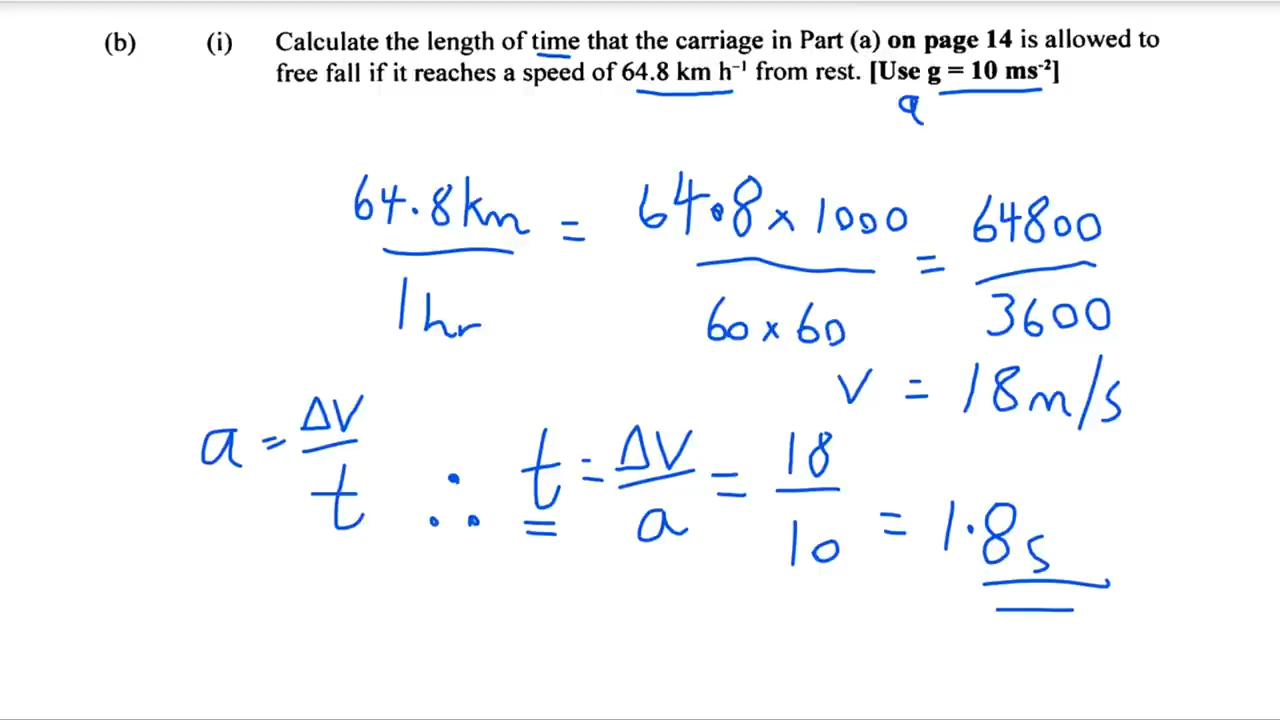 (b) (i) Calculate the length of time that the carriage in Part (a) on page 14 is allowed to
free fall if it reaches a speed of 64.8 km h⁻¹ from rest. [Use g = 10 ms⁻²]
a
64.8km / 1hr = 64.8 × 1000 / 60 × 60 = 64800 / 3600
v = 18m/s
a = ΔV / t ∴ t = ΔV / a = 18 / 10 = 1.8s